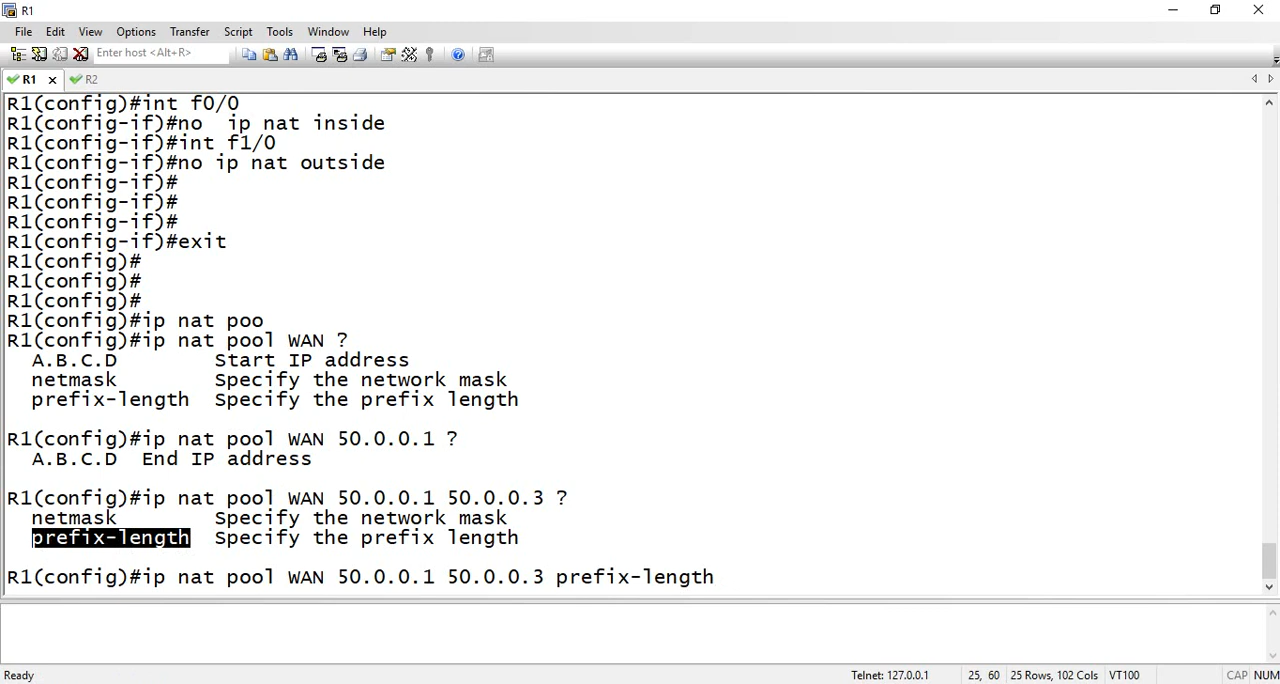 R1
File Edit View Options Transfer Script Tools Window Help
Enter host <Alt+R>
R1 R2
R1(config)#int f0/0
R1(config-if)#no  ip nat inside
R1(config-if)#int f1/0
R1(config-if)#no ip nat outside
R1(config-if)#
R1(config-if)#
R1(config-if)#
R1(config-if)#exit
R1(config)#
R1(config)#
R1(config)#
R1(config)#ip nat poo
R1(config)#ip nat pool WAN ?
  A.B.C.D        Start IP address
  netmask        Specify the network mask
  prefix-length  Specify the prefix length
R1(config)#ip nat pool WAN 50.0.0.1 ?
  A.B.C.D  End IP address
R1(config)#ip nat pool WAN 50.0.0.1 50.0.0.3 ?
  netmask        Specify the network mask
  prefix-length  Specify the prefix length
R1(config)#ip nat pool WAN 50.0.0.1 50.0.0.3 prefix-length
Ready Telnet: 127.0.0.1 25, 60 25 Rows, 102 Cols VT100 CAP NUM